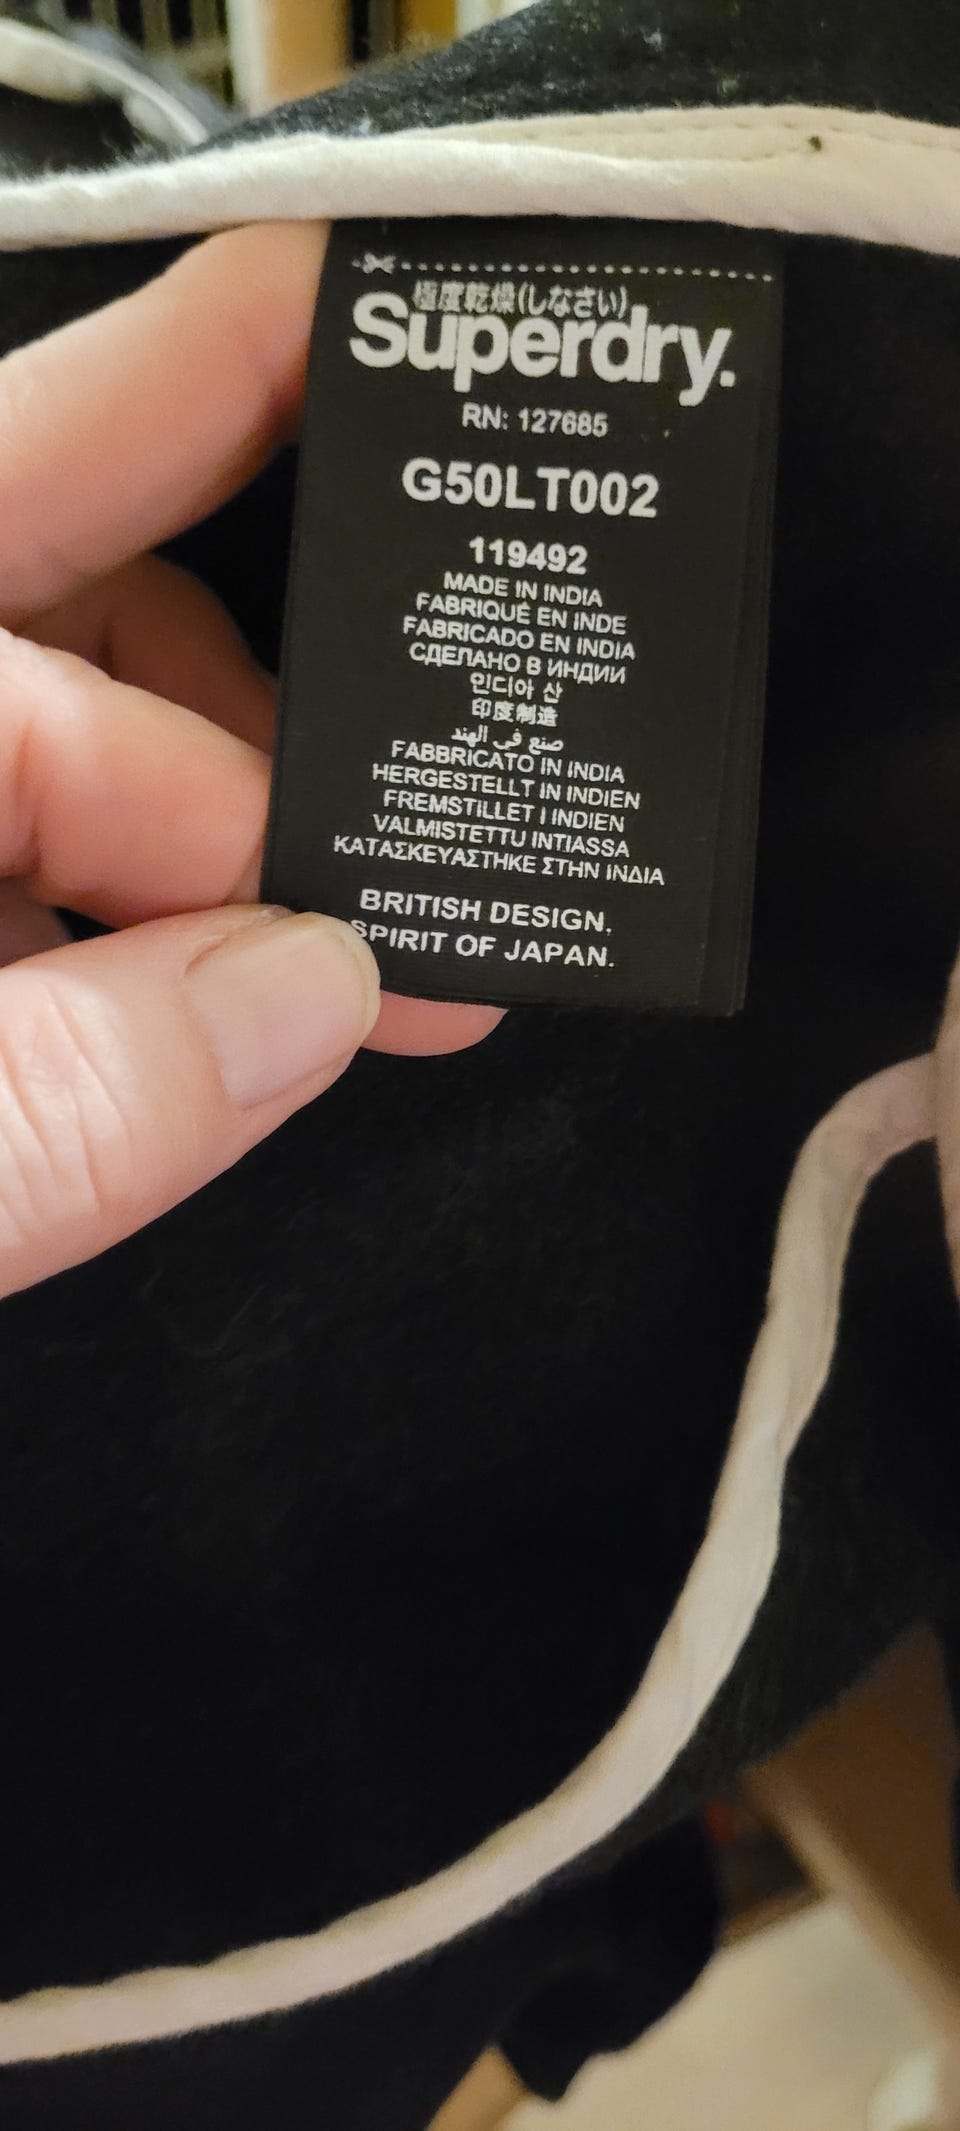 極度乾燥(しなさい)
Superdry.
RN: 127685
G50LT002
119492
MADE IN INDIA
FABRIQUÉ EN INDE
FABRICADO EN INDIA
СДЕЛАНО В ИНДИИ
인디아 산
印度制造
صنع في الهند
FABBRICATO IN INDIA
HERGESTELLT IN INDIEN
FREMSTILLET I INDIEN
VALMISTETTU INTIASSA
ΚΑΤΑΣΚΕΥΑΣΤΗΚΕ ΣΤΗΝ ΙΝΔΙΑ
BRITISH DESIGN.
SPIRIT OF JAPAN.